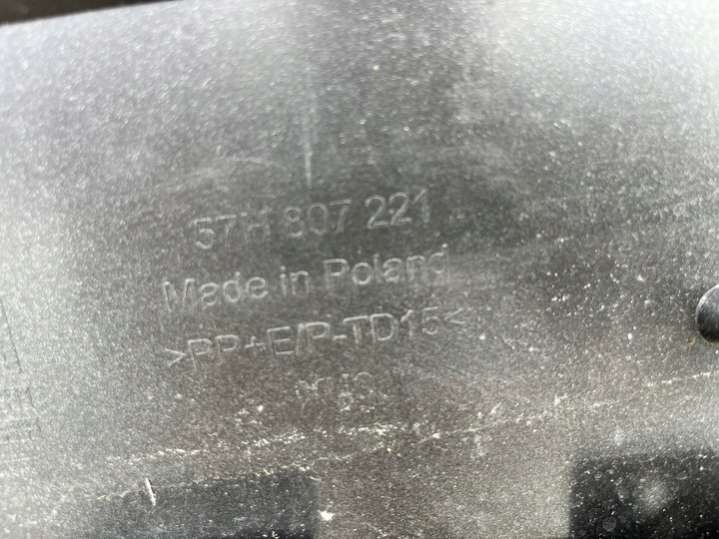 57H 807 221
Made in Poland
>PP+E/P-TD15<